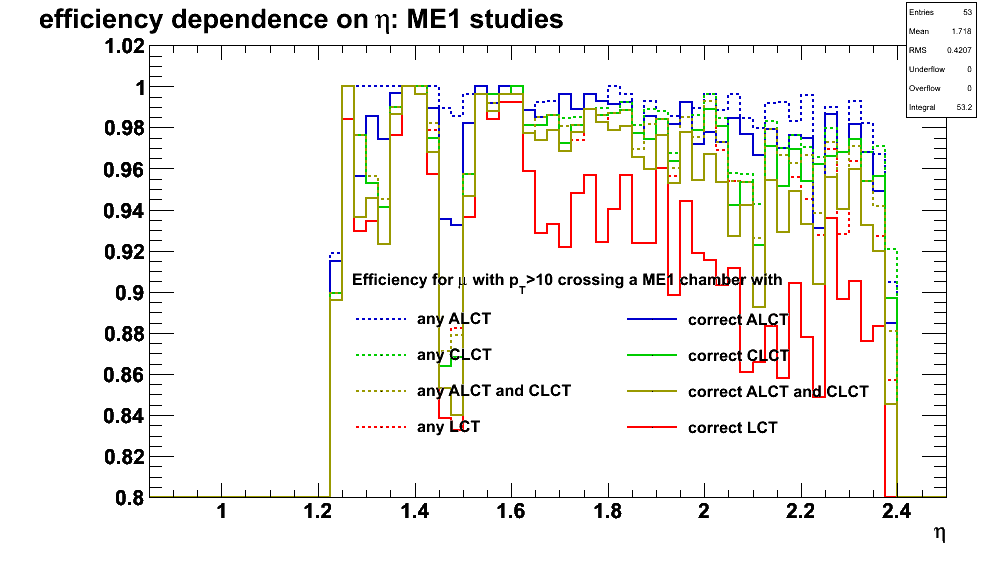 efficiency dependence on η: ME1 studies
Entries 53
Mean 1.718
RMS 0.4207
Underflow 0
Overflow 0
Integral 53.2
1.02
1
0.98
0.96
0.94
0.92
0.9
0.88
0.86
0.84
0.82
0.8
Efficiency for μ with pT>10 crossing a ME1 chamber with
any ALCT correct ALCT
any CLCT correct CLCT
any ALCT and CLCT correct ALCT and CLCT
any LCT correct LCT
1 1.2 1.4 1.6 1.8 2 2.2 2.4
η